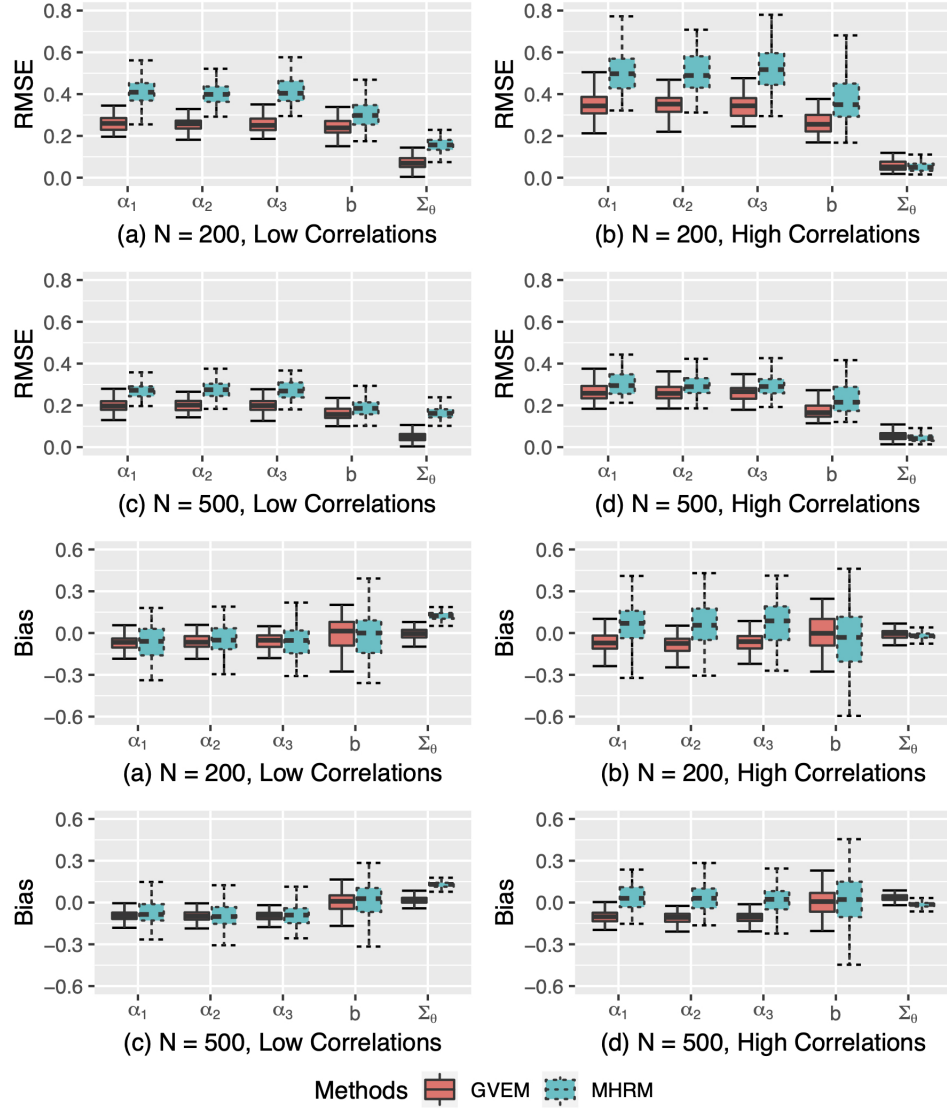 RMSE
0.8
0.6
0.4
0.2
0.0
α1 α2 α3 b Σθ
(a) N = 200, Low Correlations
RMSE
0.8
0.6
0.4
0.2
0.0
α1 α2 α3 b Σθ
(b) N = 200, High Correlations
RMSE
0.8
0.6
0.4
0.2
0.0
α1 α2 α3 b Σθ
(c) N = 500, Low Correlations
RMSE
0.8
0.6
0.4
0.2
0.0
α1 α2 α3 b Σθ
(d) N = 500, High Correlations
Bias
0.6
0.3
0.0
−0.3
−0.6
α1 α2 α3 b Σθ
(a) N = 200, Low Correlations
Bias
0.6
0.3
0.0
−0.3
−0.6
α1 α2 α3 b Σθ
(b) N = 200, High Correlations
Bias
0.6
0.3
0.0
−0.3
−0.6
α1 α2 α3 b Σθ
(c) N = 500, Low Correlations
Bias
0.6
0.3
0.0
−0.3
−0.6
α1 α2 α3 b Σθ
(d) N = 500, High Correlations
Methods GVEM MHRM